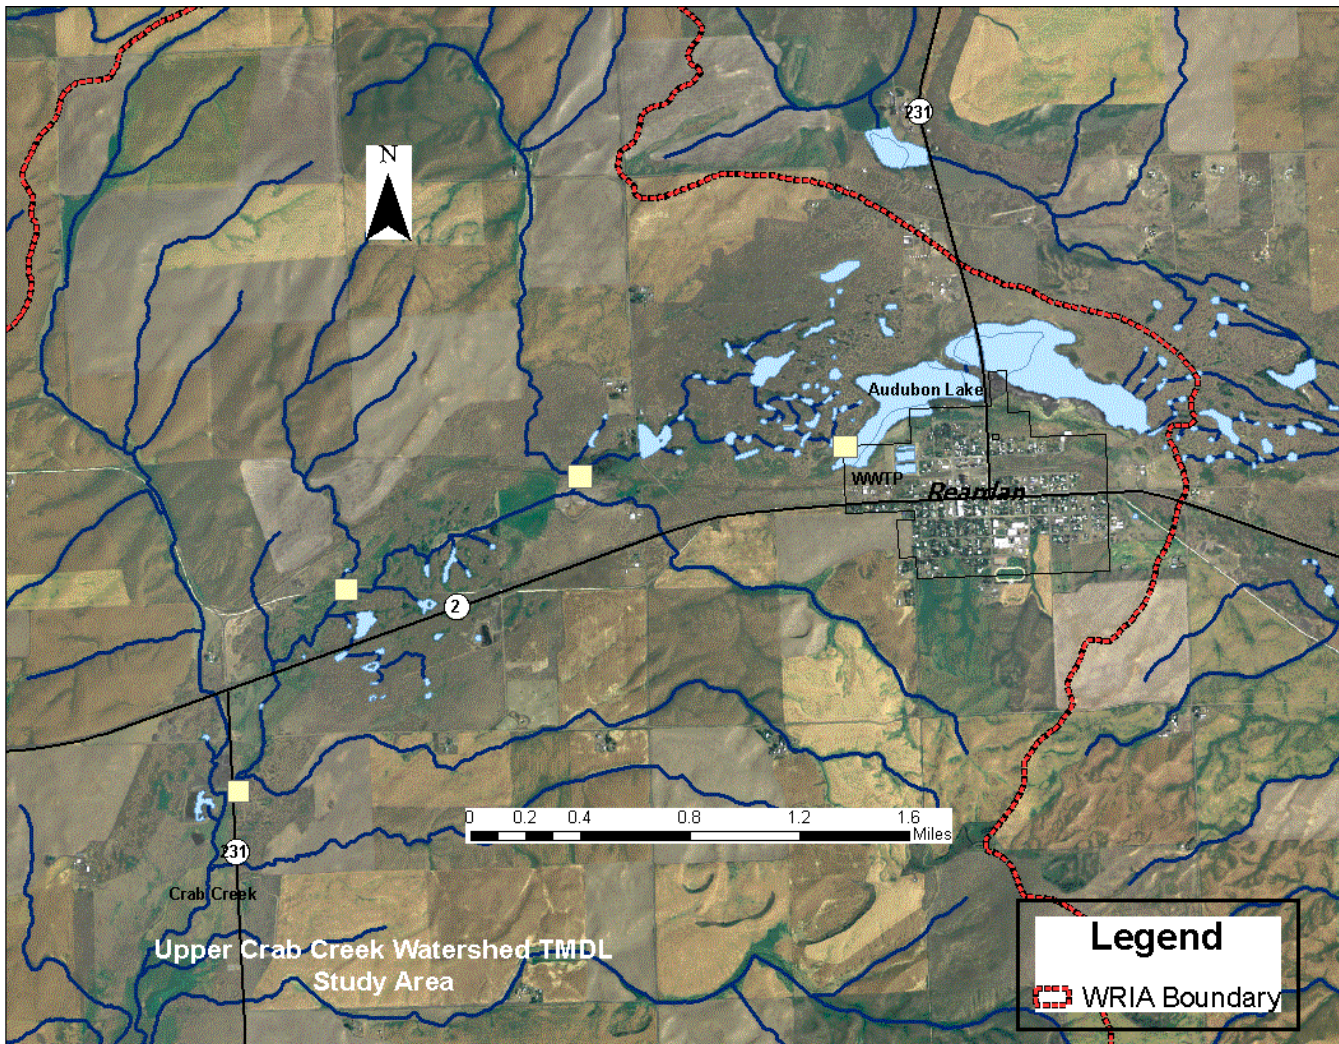 231
N
Audubon Lake
WWTP
Reardan
2
0 0.2 0.4 0.8 1.2 1.6
Miles
231
Crab Creek
Upper Crab Creek Watershed TMDL
Study Area
Legend
WRIA Boundary